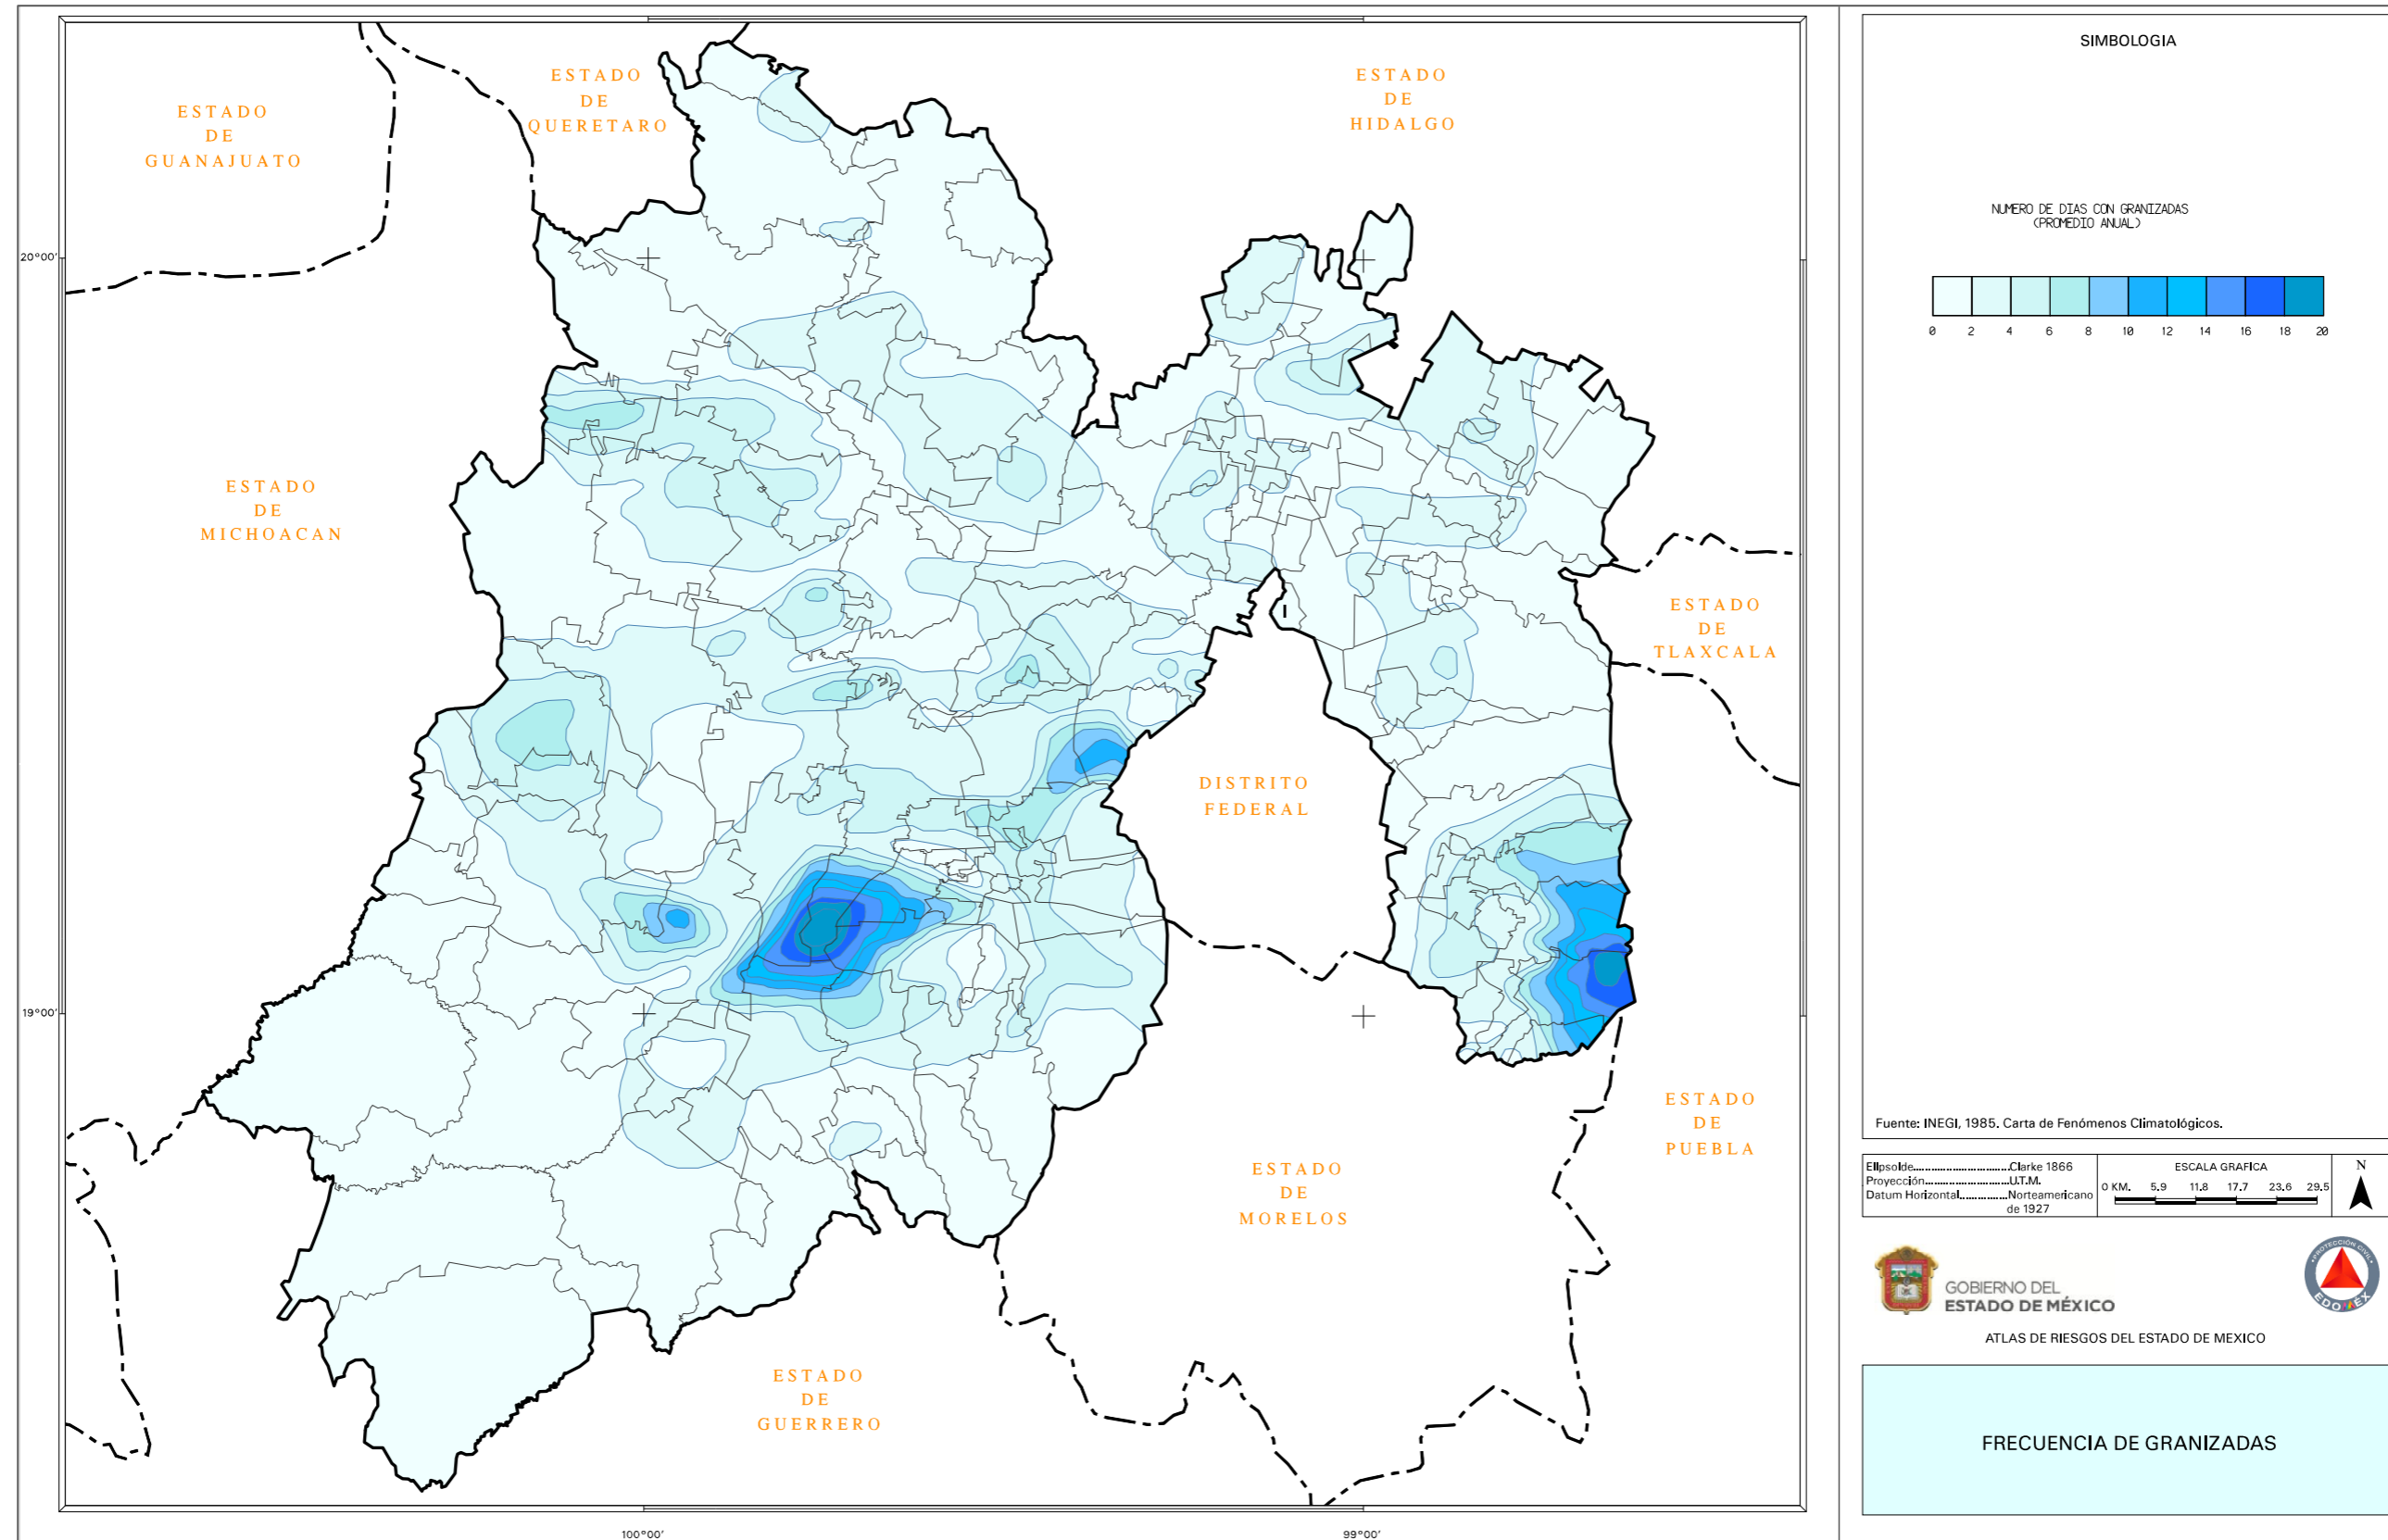 ESTADO
DE
GUANAJUATO
ESTADO
DE
QUERETARO
ESTADO
DE
HIDALGO
ESTADO
DE
MICHOACAN
ESTADO
DE
TLAXCALA
DISTRITO
FEDERAL
ESTADO
DE
PUEBLA
ESTADO
DE
MORELOS
ESTADO
DE
GUERRERO
20°00'
19°00'
100°00'
99°00'
SIMBOLOGIA
NUMERO DE DIAS CON GRANIZADAS
(PROMEDIO ANUAL)
0 2 4 6 8 10 12 14 16 18 20
Fuente: INEGI, 1985. Carta de Fenómenos Climatológicos.
Elipsoide..............................Clarke 1866
Proyección..........................U.T.M.
Datum Horizontal...............Norteamericano
de 1927
ESCALA GRAFICA
0 KM. 5.9 11.8 17.7 23.6 29.5
N
GOBIERNO DEL
ESTADO DE MÉXICO
PROTECCIÓN CIVIL
EDOMÉX
ATLAS DE RIESGOS DEL ESTADO DE MEXICO
FRECUENCIA DE GRANIZADAS